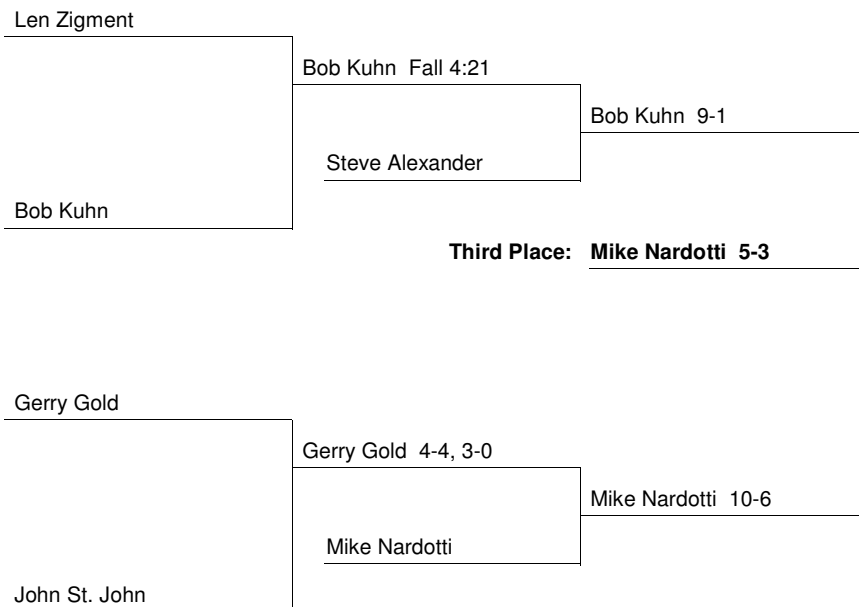 Len Zigment
Bob Kuhn Fall 4:21
Bob Kuhn 9-1
Steve Alexander
Bob Kuhn
Third Place: Mike Nardotti 5-3
Gerry Gold
Gerry Gold 4-4, 3-0
Mike Nardotti 10-6
Mike Nardotti
John St. John